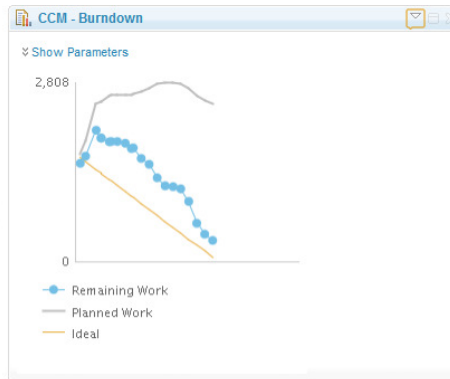 CCM - Burndown
Show Parameters
2,808
0
Remaining Work
Planned Work
Ideal